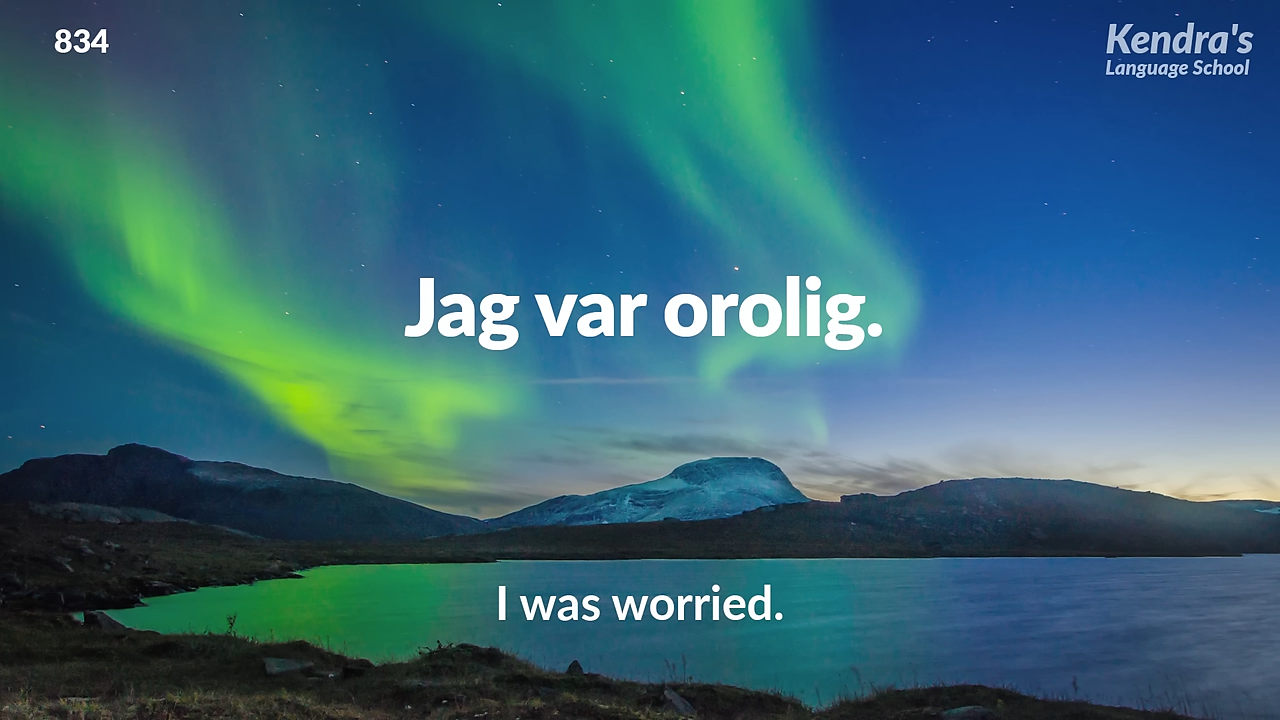 834
Kendra's
Language School
Jag var orolig.
I was worried.